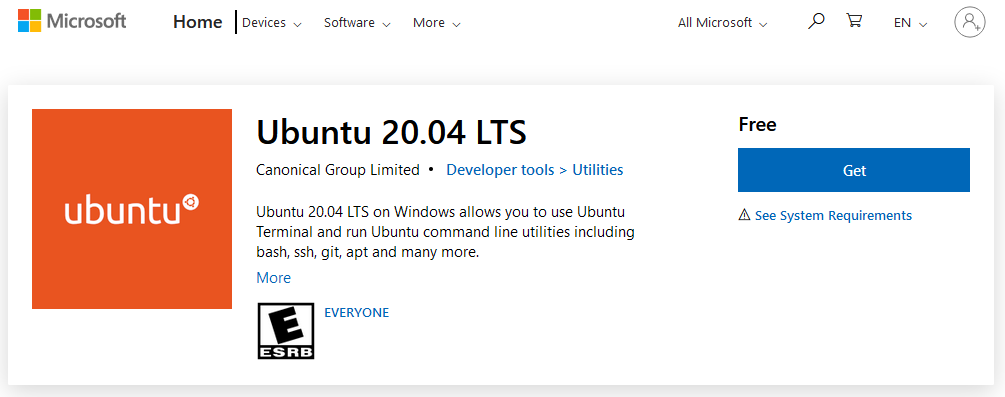 Microsoft Home Devices Software More All Microsoft EN
ubuntu
Ubuntu 20.04 LTS
Canonical Group Limited • Developer tools > Utilities
Ubuntu 20.04 LTS on Windows allows you to use Ubuntu
Terminal and run Ubuntu command line utilities including
bash, ssh, git, apt and many more.
More
E
ESRB
EVERYONE
Free
Get
See System Requirements